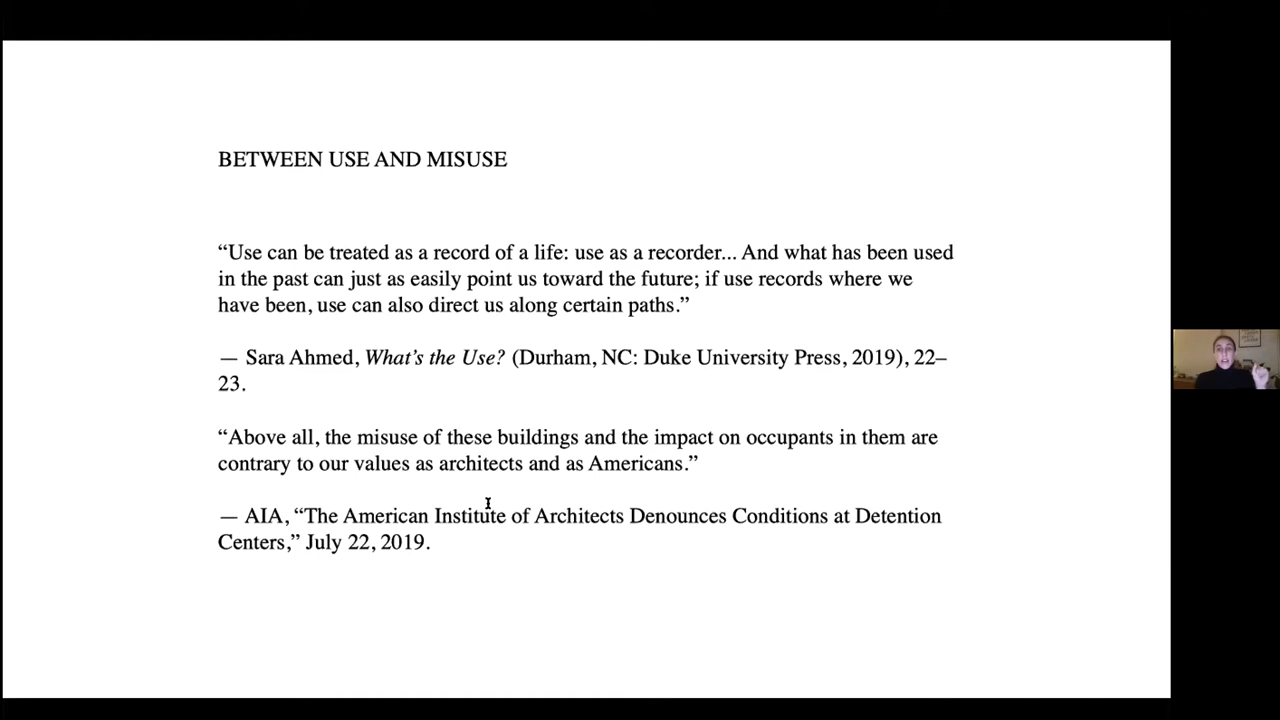 BETWEEN USE AND MISUSE
“Use can be treated as a record of a life: use as a recorder... And what has been used
in the past can just as easily point us toward the future; if use records where we
have been, use can also direct us along certain paths.”
— Sara Ahmed, What’s the Use? (Durham, NC: Duke University Press, 2019), 22–
23.
“Above all, the misuse of these buildings and the impact on occupants in them are
contrary to our values as architects and as Americans.”
— AIA, “The American Institute of Architects Denounces Conditions at Detention
Centers,” July 22, 2019.